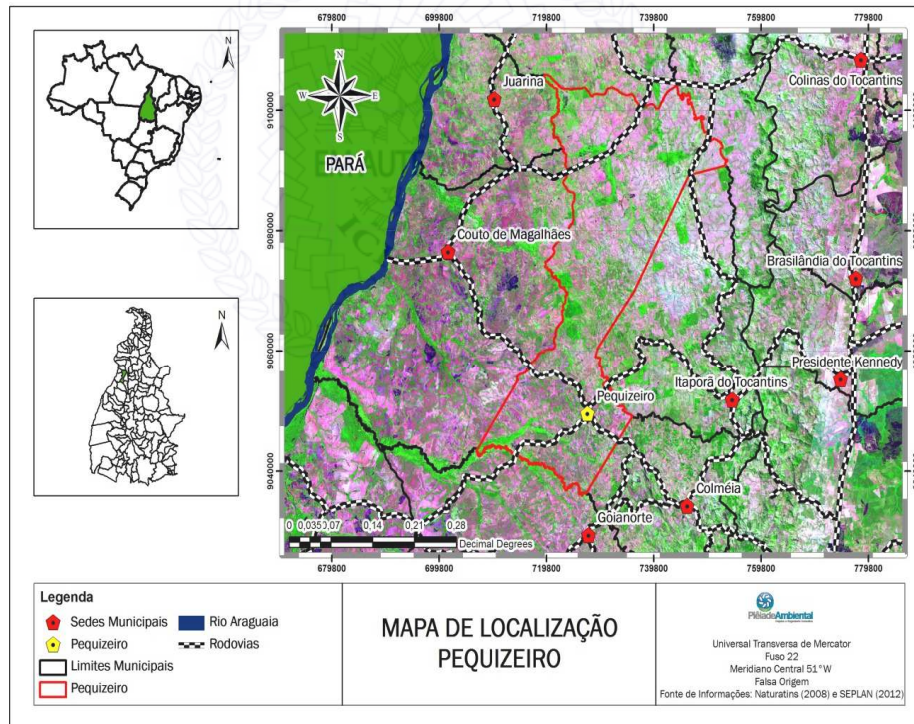 679800 699800 719800 739800 759800 779800
N
N
W E
S
Juarina
Colinas do Tocantins
9100000
PARÁ
9080000
Couto de Magalhães
Brasilândia do Tocantins
N
9060000
Presidente Kennedy
Itaporã do Tocantins
Pequizeiro
9040000
Colméia
Goianorte
0 0,035 0,07 0,14 0,21 0,28
Decimal Degrees
679800 699800 719800 739800 759800 779800
Legenda
Sedes Municipais
Rio Araguaia
Pequizeiro
Rodovias
Limites Municipais
Pequizeiro
MAPA DE LOCALIZAÇÃO
PEQUIZEIRO
PlêiadeAmbiental
Universal Transversa de Mercator
Fuso 22
Meridiano Central 51°W
Falsa Origem
Fonte de Informações: Naturatins (2008) e SEPLAN (2012)